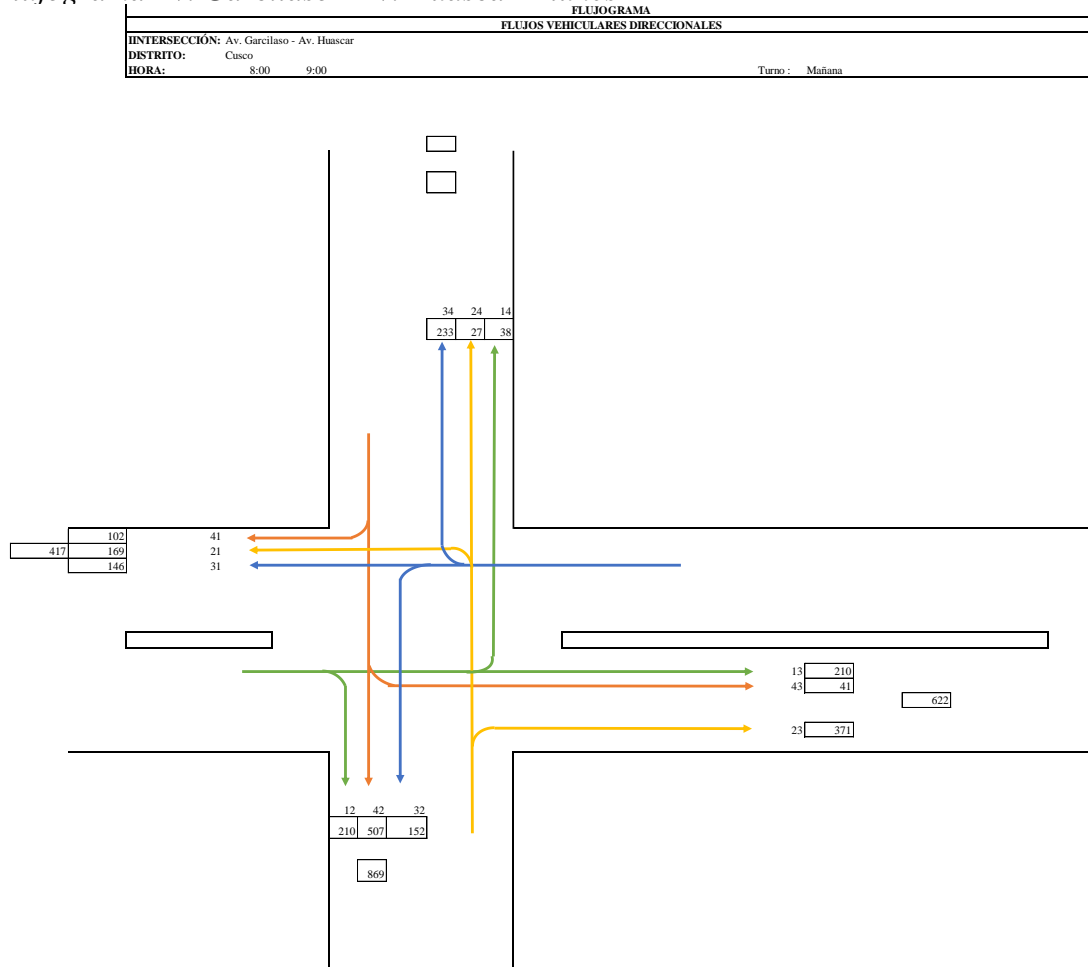 FLUJOGRAMA
FLUJOS VEHICULARES DIRECCIONALES
IINTERSECCIÓN: Av. Garcilaso - Av. Huascar
DISTRITO: Cusco
HORA: 8:00 9:00 Turno : Mañana
34 24 14
233 27 38
102 41
417 169 21
146 31
13 210
43 41
622
23 371
12 42 32
210 507 152
869